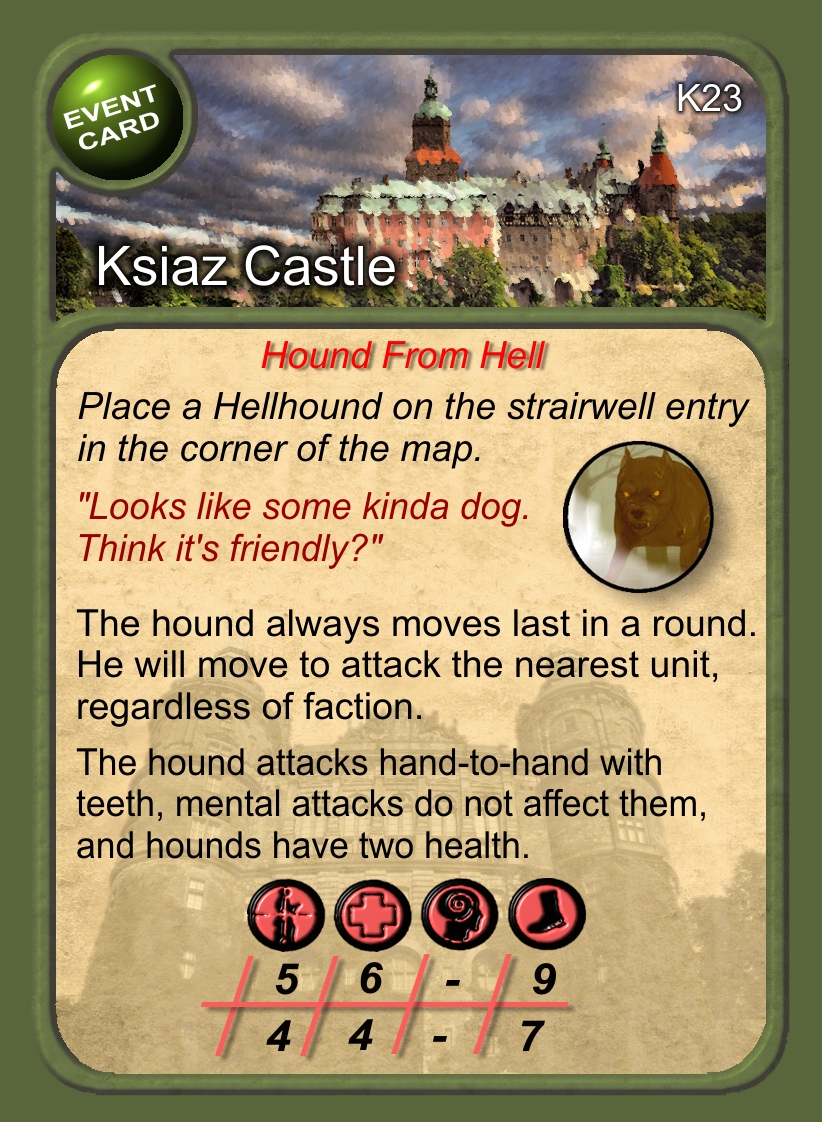 EVENT
CARD
K23
Ksiaz Castle
Hound From Hell
Place a Hellhound on the strairwell entry
in the corner of the map.
"Looks like some kinda dog.
Think it's friendly?"
The hound always moves last in a round.
He will move to attack the nearest unit,
regardless of faction.
The hound attacks hand-to-hand with
teeth, mental attacks do not affect them,
and hounds have two health.
5 6 - 9
4 4 - 7